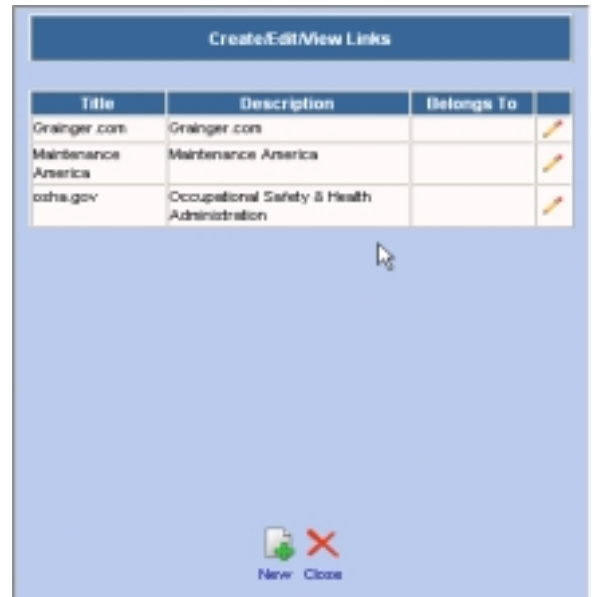 Create/Edit/View Links
Title Description Belongs To
Grainger.com Grainger.com
Maintenance Maintenance America
America
osha.gov Occupational Safety & Health
Administration
New Close